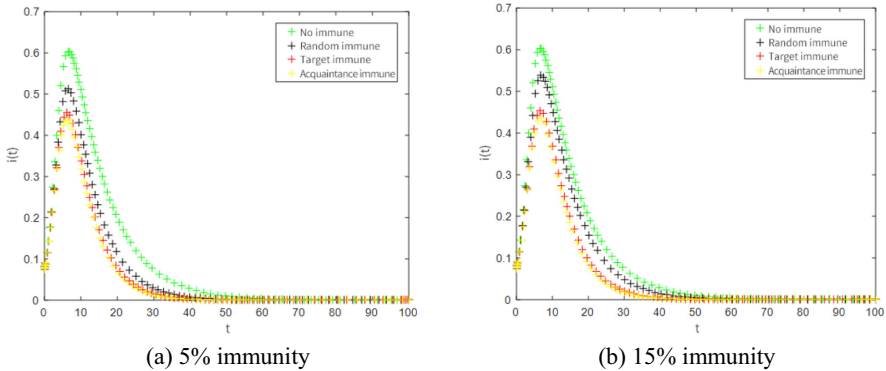 0.7
0.6
0.5
0.4
0.3
0.2
0.1
0
i(t)
0 10 20 30 40 50 60 70 80 90 100
t
No immune
Random immune
Target immune
Acquaintance immune
(a) 5% immunity
0.7
0.6
0.5
0.4
0.3
0.2
0.1
0
i(t)
0 10 20 30 40 50 60 70 80 90 100
t
No immune
Random immune
Target immune
Acquaintance immune
(b) 15% immunity